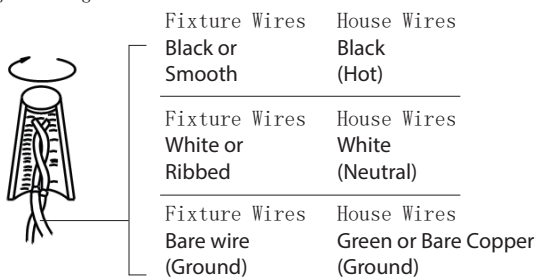 Fixture Wires House Wires
Black or Black
Smooth (Hot)
Fixture Wires House Wires
White or White
Ribbed (Neutral)
Fixture Wires House Wires
Bare wire Green or Bare Copper
(Ground) (Ground)